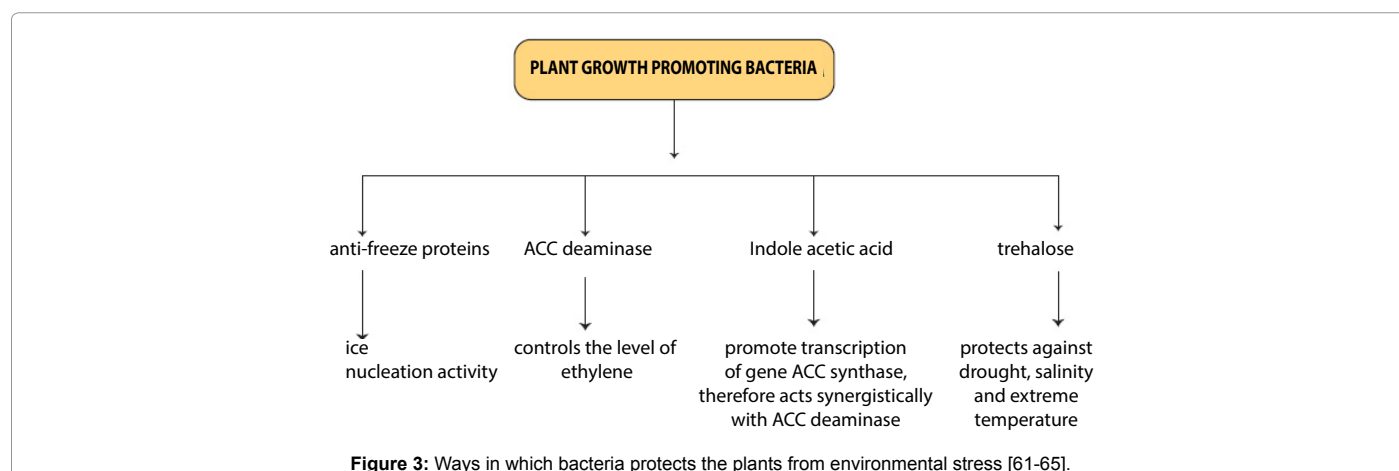 PLANT GROWTH PROMOTING BACTERIA
anti-freeze proteins
ACC deaminase
Indole acetic acid
trehalose
ice
nucleation activity
controls the level of
ethylene
promote transcription
of gene ACC synthase,
therefore acts synergistically
with ACC deaminase
protects against
drought, salinity
and extreme
temperature
Figure 3: Ways in which bacteria protects the plants from environmental stress [61-65].